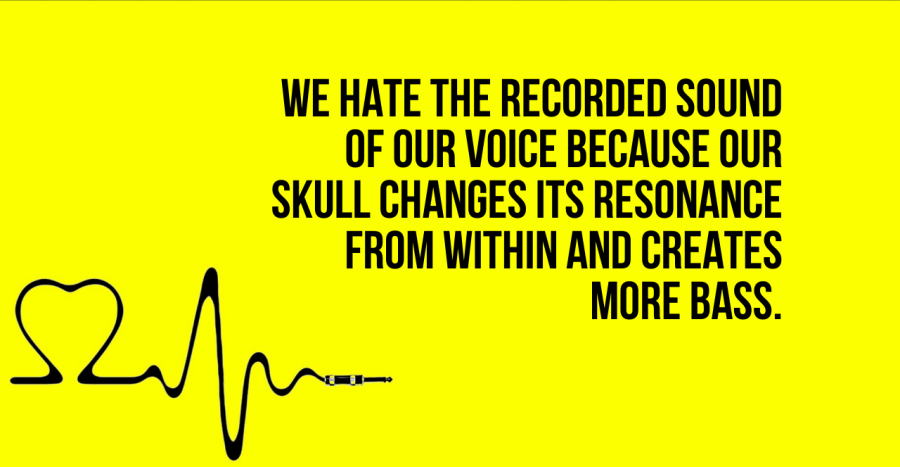 WE HATE THE RECORDED SOUND
OF OUR VOICE BECAUSE OUR
SKULL CHANGES ITS RESONANCE
FROM WITHIN AND CREATES
MORE BASS.